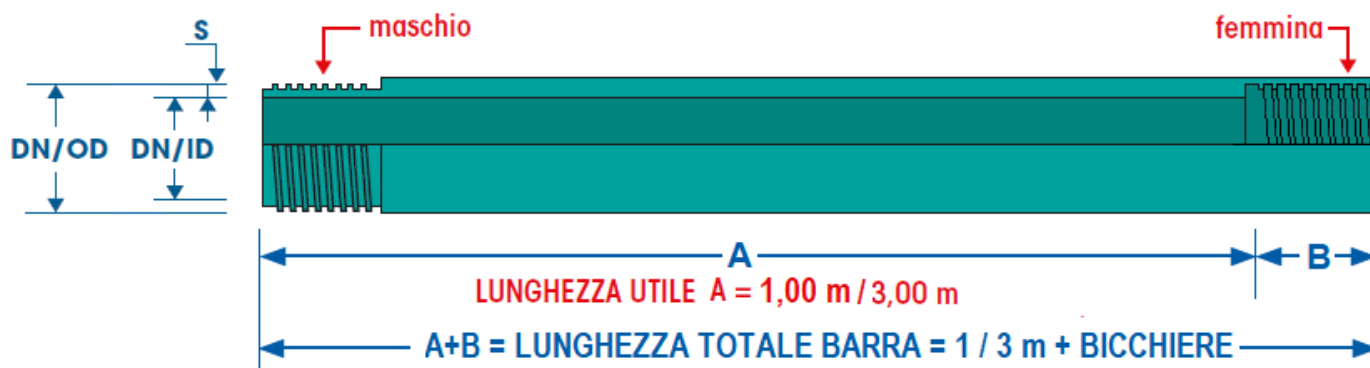 S
maschio
femmina
DN/OD
DN/ID
A
B
LUNGHEZZA UTILE A = 1,00 m / 3,00 m
A+B = LUNGHEZZA TOTALE BARRA = 1 / 3 m + BICCHIERE